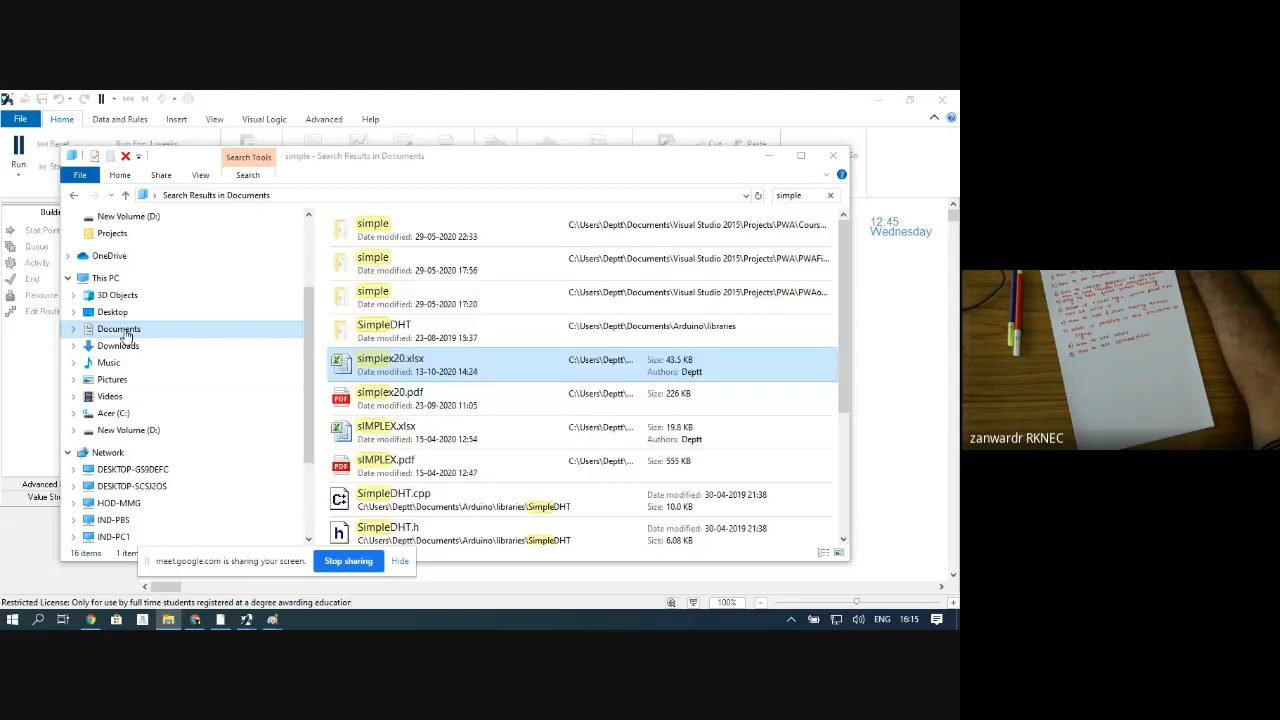 File Home Data and Rules Insert View Visual Logic Advanced Help
Run
Reset
Search Tools
simple - Search Results in Documents
File Home Share View Search
Search Results in Documents
simple
New Volume (D:)
Projects
OneDrive
This PC
3D Objects
Desktop
Documents
Downloads
Music
Pictures
Videos
Acer (C:)
New Volume (D:)
Network
DESKTOP-GS9DEFC
DESKTOP-SCSJ2OS
HOD-MMG
IND-PBS
IND-PC1
simple C:\Users\Deptt\Documents\Visual Studio 2015\Projects\PWA\Cours...
Date modified: 29-05-2020 22:33
simple C:\Users\Deptt\Documents\Visual Studio 2015\Projects\PWA\PWAFi...
Date modified: 29-05-2020 17:56
simple C:\Users\Deptt\Documents\Visual Studio 2015\Projects\PWA\PWAo...
Date modified: 29-05-2020 17:20
SimpleDHT C:\Users\Deptt\Documents\Arduino\libraries
Date modified: 23-08-2019 15:37
simplex20.xlsx C:\Users\Deptt\D... Size: 43.5 KB
Date modified: 13-10-2020 14:24 Authors: Deptt
simplex20.pdf C:\Users\Deptt\D... Size: 226 KB
Date modified: 23-09-2020 11:05
sIMPLEX.xlsx C:\Users\Deptt\D... Size: 19.8 KB
Date modified: 15-04-2020 12:54 Authors: Deptt
sIMPLEX.pdf C:\Users\Deptt\D... Size: 555 KB
Date modified: 15-04-2020 12:47
SimpleDHT.cpp Date modified: 30-04-2019 21:38
C:\Users\Deptt\Documents\Arduino\libraries\SimpleDHT Size: 10.0 KB
SimpleDHT.h Date modified: 30-04-2019 21:38
C:\Users\Deptt\Documents\Arduino\libraries\SimpleDHT Size: 6.08 KB
16 items
Start Point
Queue
Activity
End
Resource
Edit Routi
Advanced
Value Stre
12:45
Wednesday
meet.google.com is sharing your screen. Stop sharing Hide
Restricted License: Only for use by full time students registered at a degree awarding education
100%
ENG 16:15
zanwardr RKNEC